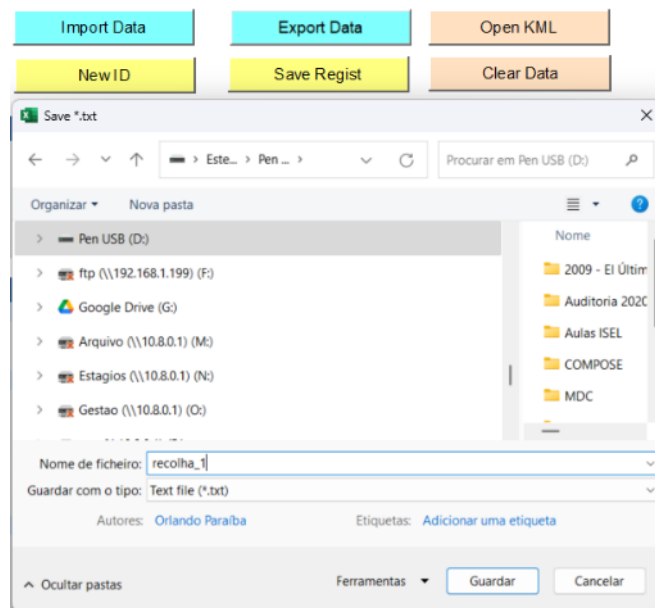 Import Data
Export Data
Open KML
New ID
Save Regist
Clear Data
Save *.txt
Este... > Pen ... >
Procurar em Pen USB (D:)
Organizar
Nova pasta
Pen USB (D:)
ftp (\\192.168.1.199) (F:)
Google Drive (G:)
Arquivo (\\10.8.0.1) (M:)
Estagios (\\10.8.0.1) (N:)
Gestao (\\10.8.0.1) (O:)
Nome
2009 - El Últim
Auditoria 202
Aulas ISEL
COMPOSE
MDC
Nome de ficheiro: recolha_1
Guardar com o tipo: Text file (*.txt)
Autores: Orlando Paraíba
Etiquetas: Adicionar uma etiqueta
Ocultar pastas
Ferramentas
Guardar
Cancelar